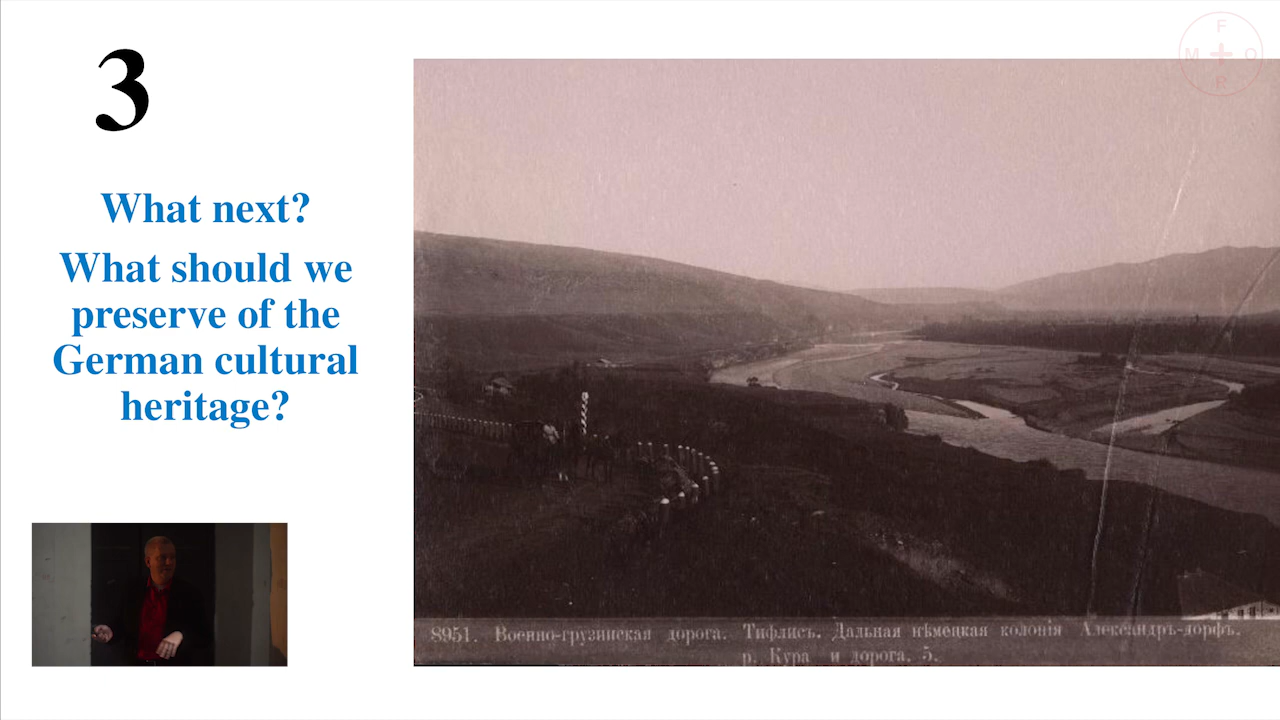 3
What next?
What should we
preserve of the
German cultural
heritage?
F
M O
R
8951. Военно-грузинская дорога. Тифлисъ. Дальная нѣмецкая колонія Александръ-дорфъ.
р. Кура и дорога. 5.